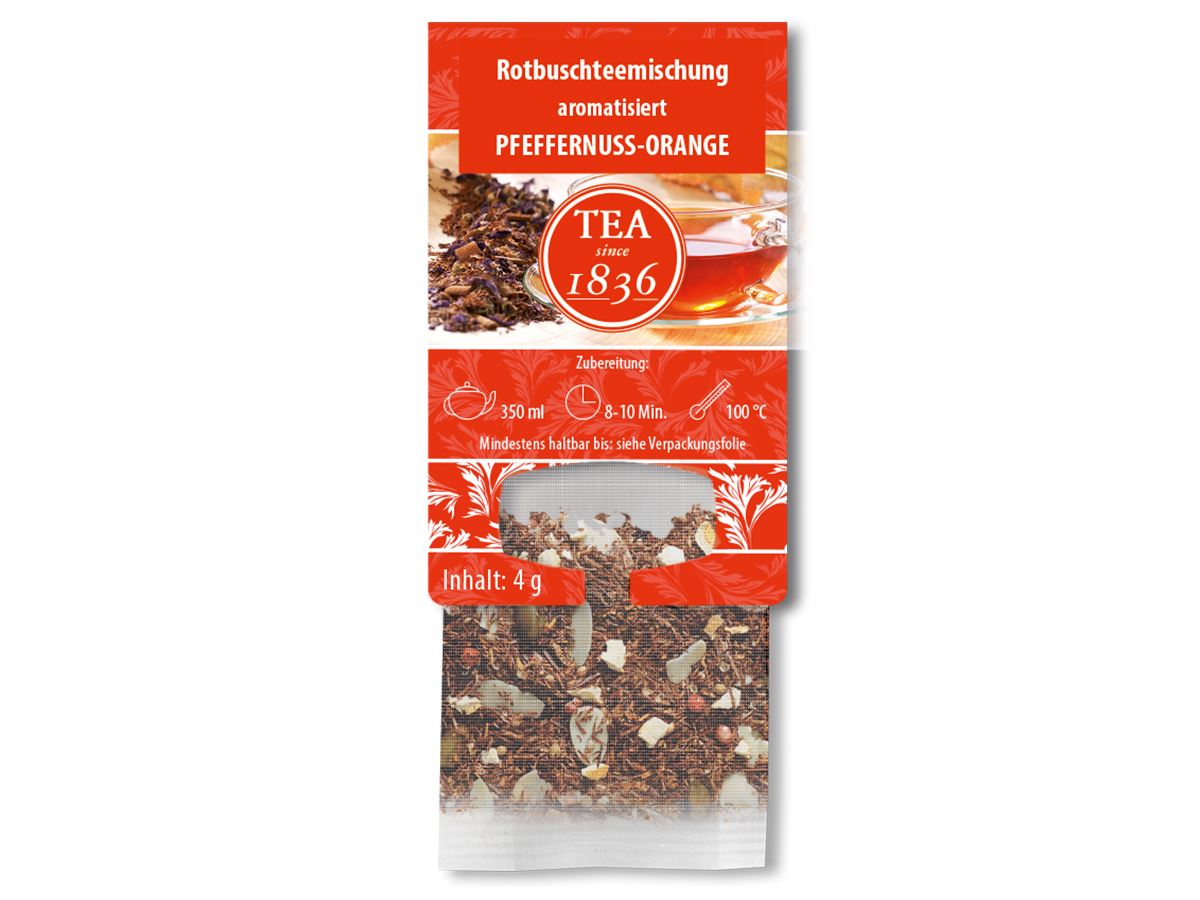 Rotbuschteemischung
aromatisiert
PFEFFERNUSS-ORANGE
TEA
since
1836
Zubereitung:
350 ml 8-10 Min. 100 °C
Mindestens haltbar bis: siehe Verpackungsfolie
Inhalt: 4 g